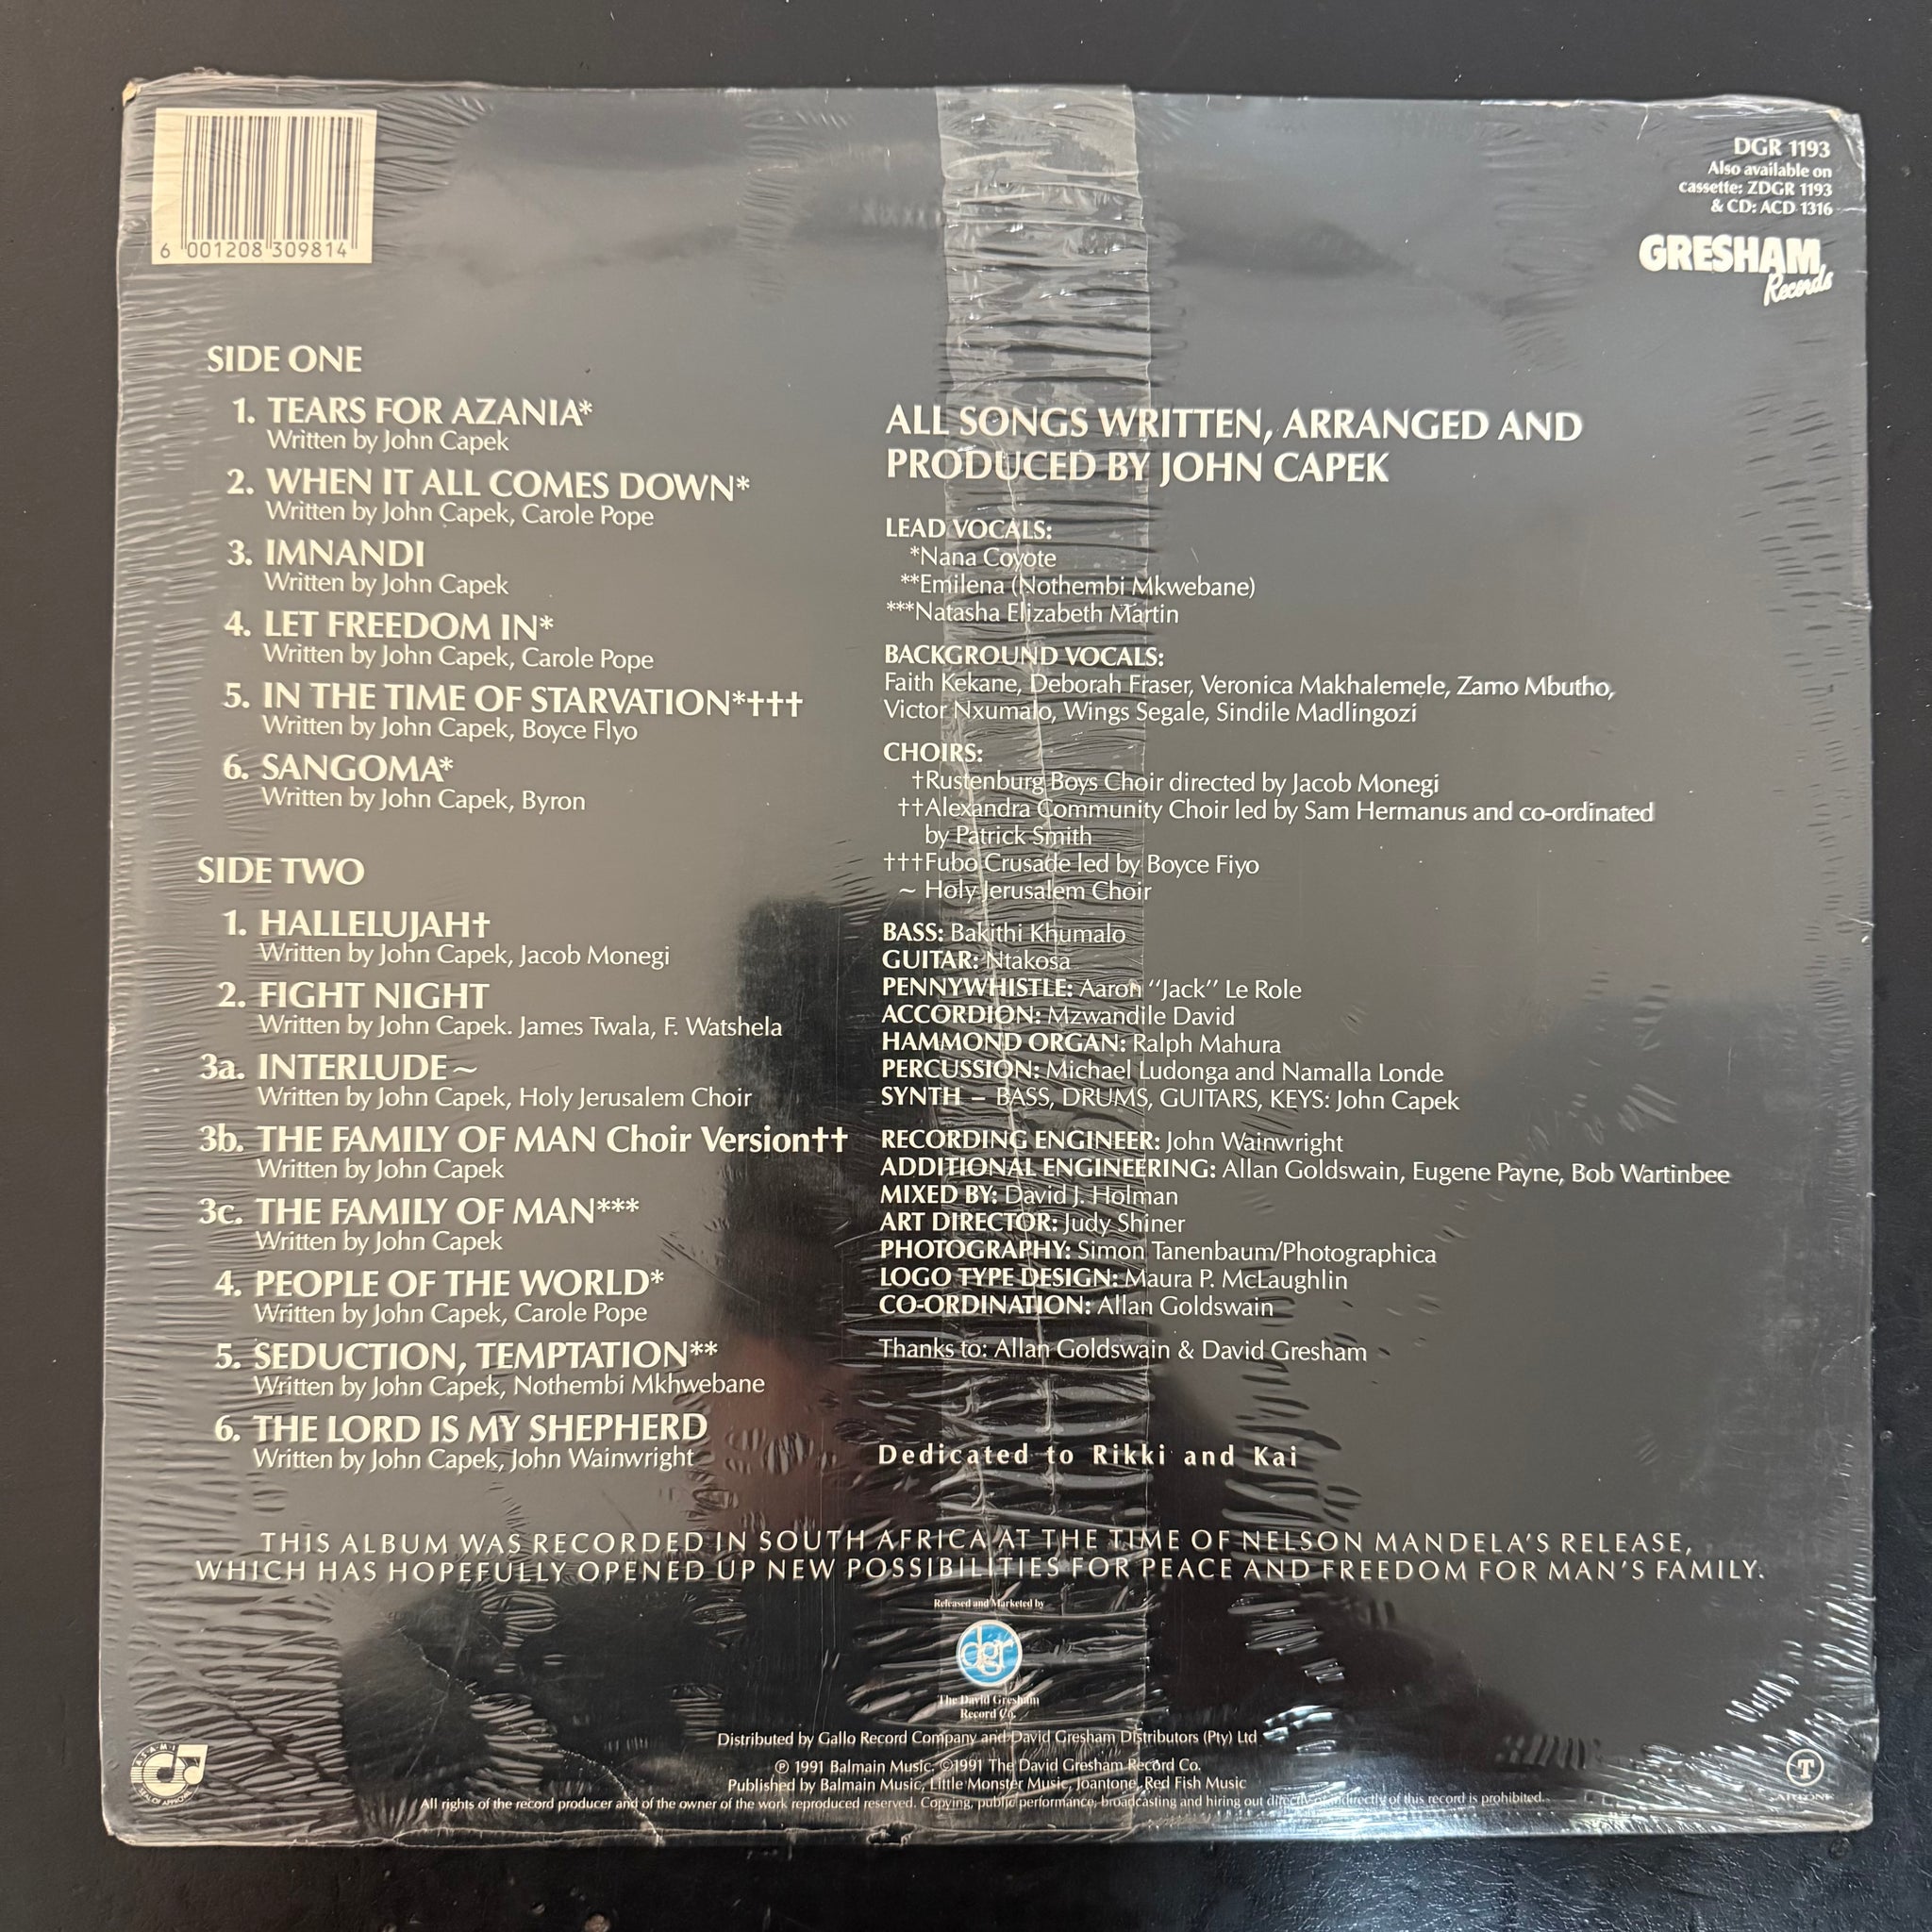 6 001208 309814
DGR 1193
Also available on
cassette: ZDGR 1193
& CD: ACD 1316
GRESHAM
Records
SIDE ONE
1. TEARS FOR AZANIA*
Written by John Capek
2. WHEN IT ALL COMES DOWN*
Written by John Capek, Carole Pope
3. IMNANDI
Written by John Capek
4. LET FREEDOM IN*
Written by John Capek, Carole Pope
5. IN THE TIME OF STARVATION*†††
Written by John Capek, Boyce Flyo
6. SANGOMA*
Written by John Capek, Byron
SIDE TWO
1. HALLELUJAH†
Written by John Capek, Jacob Monegi
2. FIGHT NIGHT
Written by John Capek. James Twala, F. Watshela
3a. INTERLUDE~
Written by John Capek, Holy Jerusalem Choir
3b. THE FAMILY OF MAN Choir Version††
Written by John Capek
3c. THE FAMILY OF MAN***
Written by John Capek
4. PEOPLE OF THE WORLD*
Written by John Capek, Carole Pope
5. SEDUCTION, TEMPTATION**
Written by John Capek, Nothembi Mkhwebane
6. THE LORD IS MY SHEPHERD
Written by John Capek, John Wainwright
ALL SONGS WRITTEN, ARRANGED AND
PRODUCED BY JOHN CAPEK
LEAD VOCALS:
*Nana Coyote
**Emilena (Nothembi Mkwebane)
***Natasha Elizabeth Martin
BACKGROUND VOCALS:
Faith Kekane, Deborah Fraser, Veronica Makhalemele, Zamo Mbutho,
Victor Nxumalo, Wings Segale, Sindile Madlingozi
CHOIRS:
†Rustenburg Boys Choir directed by Jacob Monegi
††Alexandra Community Choir led by Sam Hermanus and co-ordinated
by Patrick Smith
†††Fubo Crusade led by Boyce Fiyo
~ Holy Jerusalem Choir
BASS: Bakithi Khumalo
GUITAR: Ntakosa
PENNYWHISTLE: Aaron ''Jack'' Le Role
ACCORDION: Mzwandile David
HAMMOND ORGAN: Ralph Mahura
PERCUSSION: Michael Ludonga and Namalla Londe
SYNTH – BASS, DRUMS, GUITARS, KEYS: John Capek
RECORDING ENGINEER: John Wainwright
ADDITIONAL ENGINEERING: Allan Goldswain, Eugene Payne, Bob Wartinbee
MIXED BY: David J. Holman
ART DIRECTOR: Judy Shiner
PHOTOGRAPHY: Simon Tanenbaum/Photographica
LOGO TYPE DESIGN: Maura P. McLaughlin
CO-ORDINATION: Allan Goldswain
Thanks to: Allan Goldswain & David Gresham
Dedicated to Rikki and Kai
THIS ALBUM WAS RECORDED IN SOUTH AFRICA AT THE TIME OF NELSON MANDELA'S RELEASE,
WHICH HAS HOPEFULLY OPENED UP NEW POSSIBILITIES FOR PEACE AND FREEDOM FOR MAN'S FAMILY.
Released and Marketed by
dgr
The David Gresham
Record Co.
Distributed by Gallo Record Company and David Gresham Distributors (Pty) Ltd
℗ 1991 Balmain Music. ©1991 The David Gresham Record Co.
Published by Balmain Music, Little Monster Music, Joantone, Red Fish Music
All rights of the record producer and of the owner of the work reproduced reserved. Copying, public performance, broadcasting and hiring out directly or indirectly of this record is prohibited.
A·S·A·M·I
SEAL OF APPROVAL
T